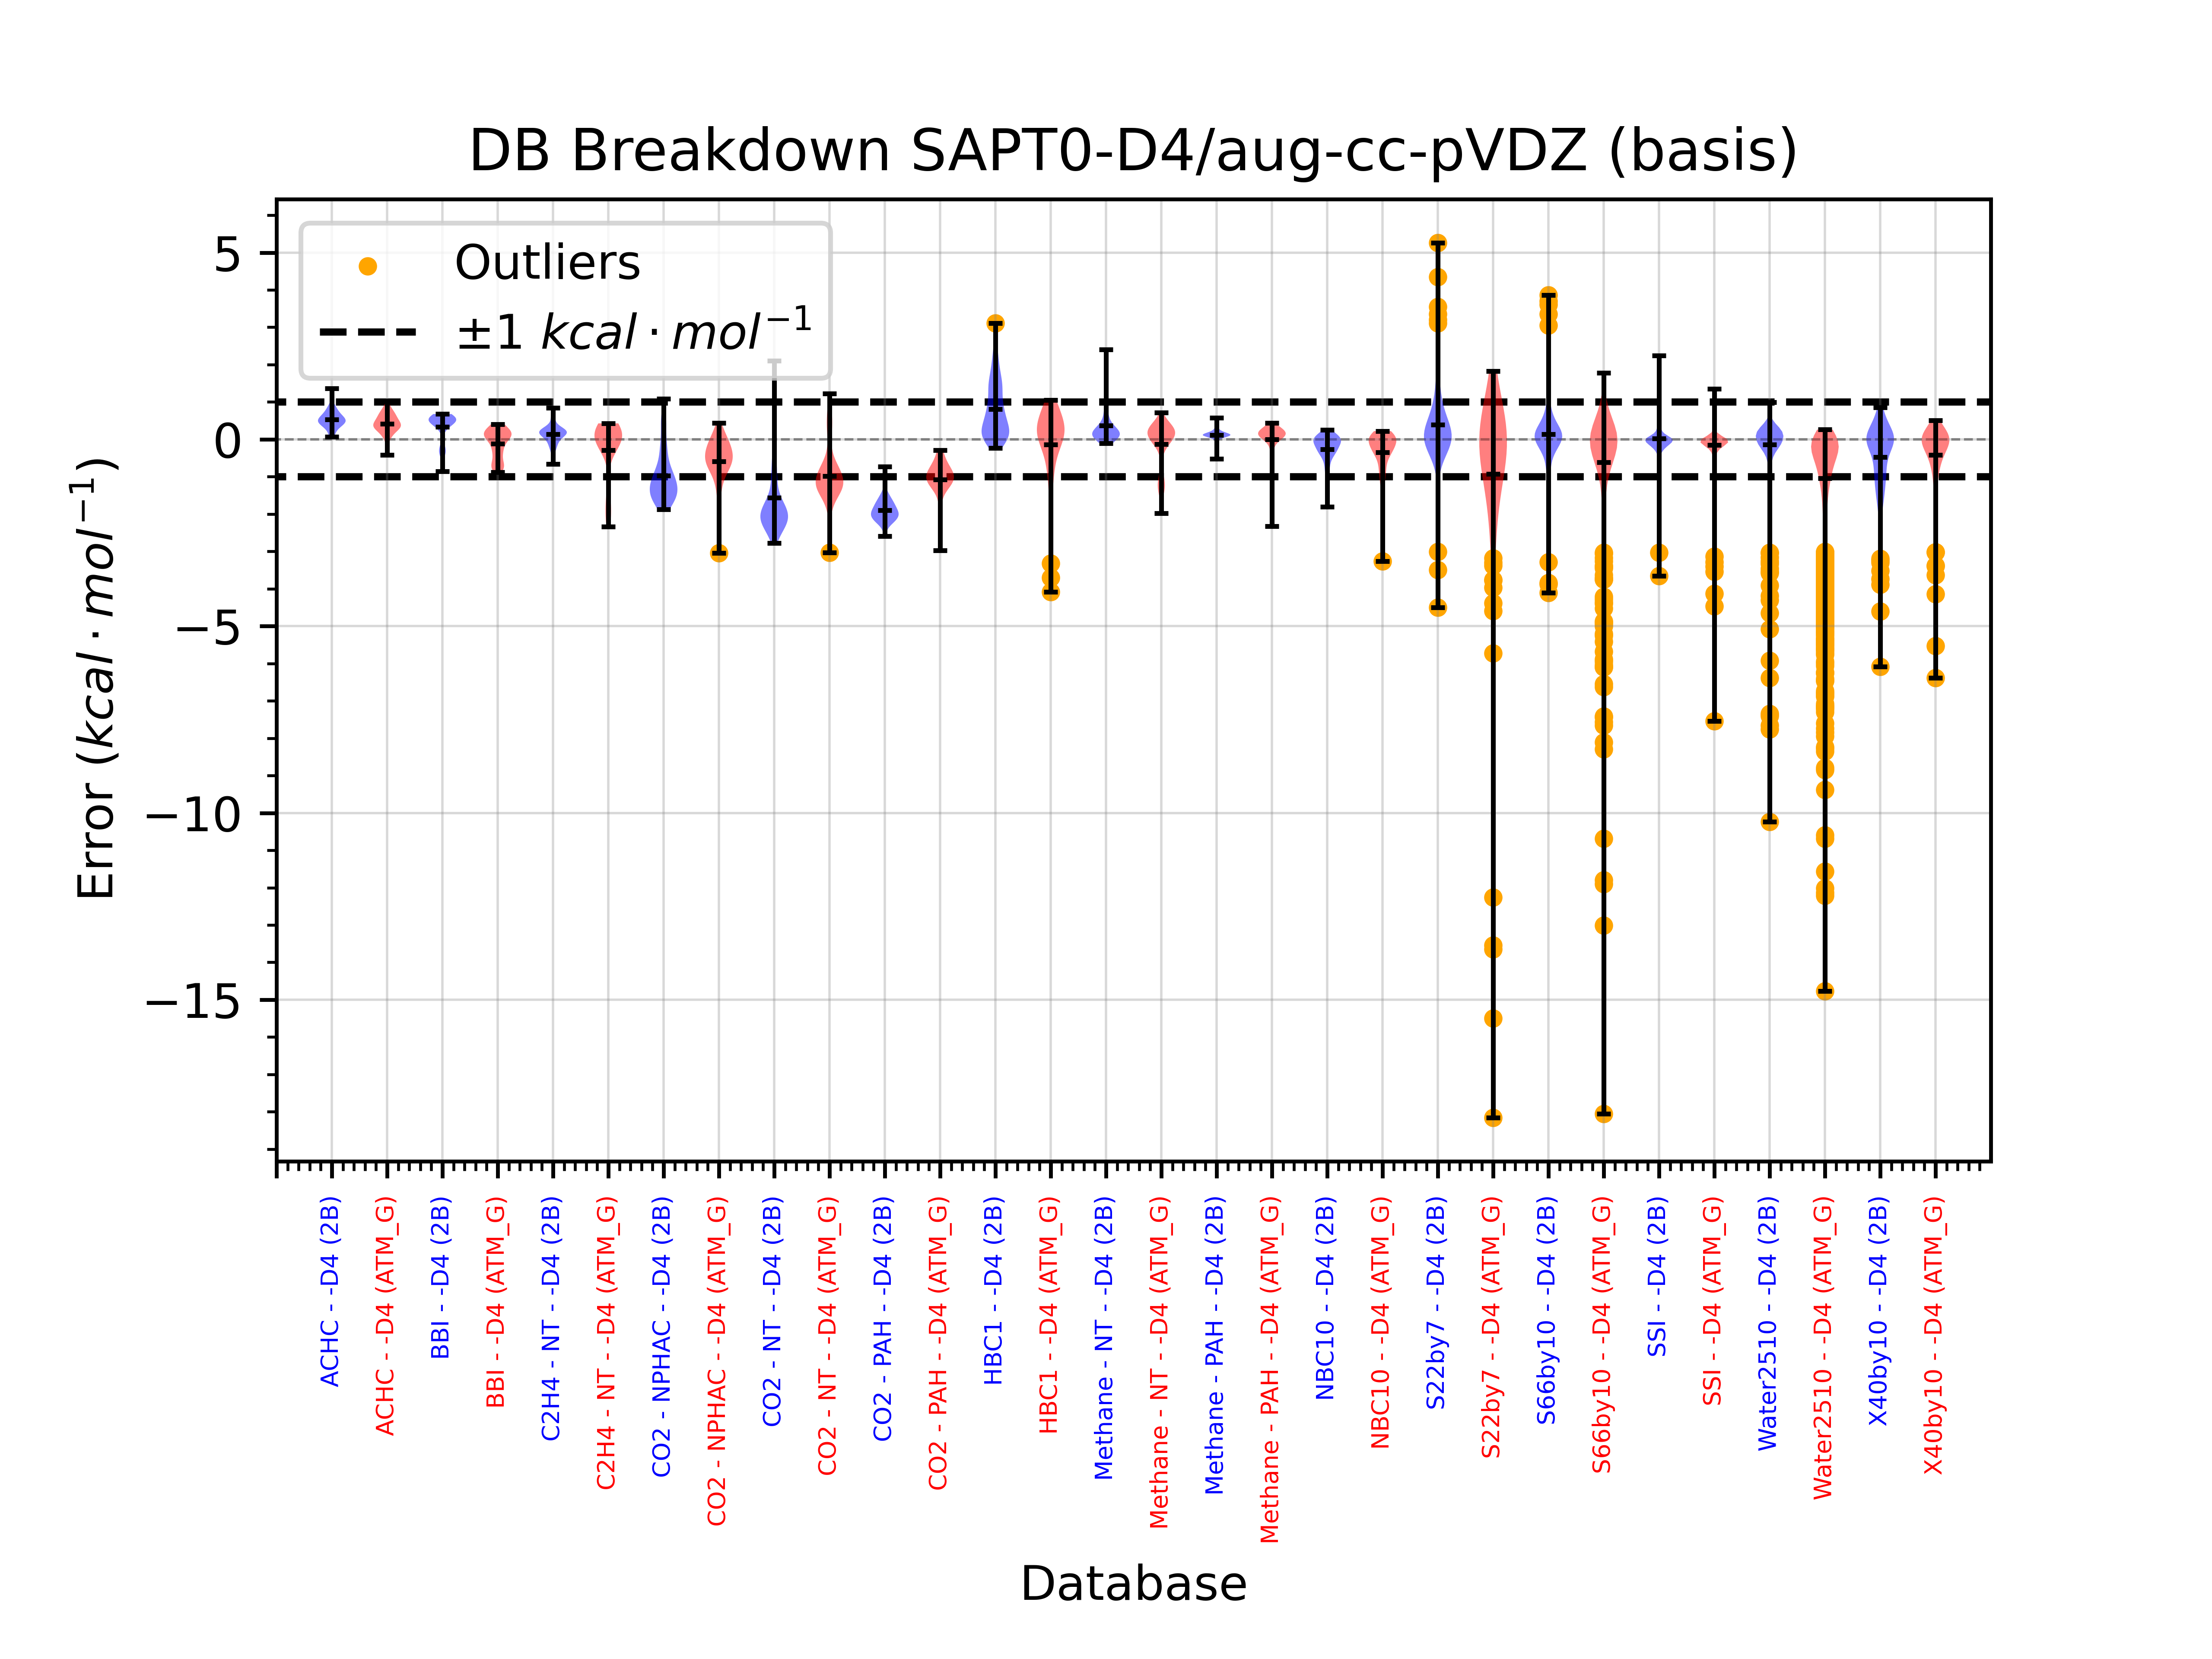 DB Breakdown SAPT0-D4/aug-cc-pVDZ (basis)
Outliers
±1 kcal · mol⁻¹
5
0
−5
−10
−15
Error (kcal · mol⁻¹)
ACHC - -D4 (2B)
ACHC - -D4 (ATM_G)
BBI - -D4 (2B)
BBI - -D4 (ATM_G)
C2H4 - NT - -D4 (2B)
C2H4 - NT - -D4 (ATM_G)
CO2 - NPHAC - -D4 (2B)
CO2 - NPHAC - -D4 (ATM_G)
CO2 - NT - -D4 (2B)
CO2 - NT - -D4 (ATM_G)
CO2 - PAH - -D4 (2B)
CO2 - PAH - -D4 (ATM_G)
HBC1 - -D4 (2B)
HBC1 - -D4 (ATM_G)
Methane - NT - -D4 (2B)
Methane - NT - -D4 (ATM_G)
Methane - PAH - -D4 (2B)
Methane - PAH - -D4 (ATM_G)
NBC10 - -D4 (2B)
NBC10 - -D4 (ATM_G)
S22by7 - -D4 (2B)
S22by7 - -D4 (ATM_G)
S66by10 - -D4 (2B)
S66by10 - -D4 (ATM_G)
SSI - -D4 (2B)
SSI - -D4 (ATM_G)
Water2510 - -D4 (2B)
Water2510 - -D4 (ATM_G)
X40by10 - -D4 (2B)
X40by10 - -D4 (ATM_G)
Database